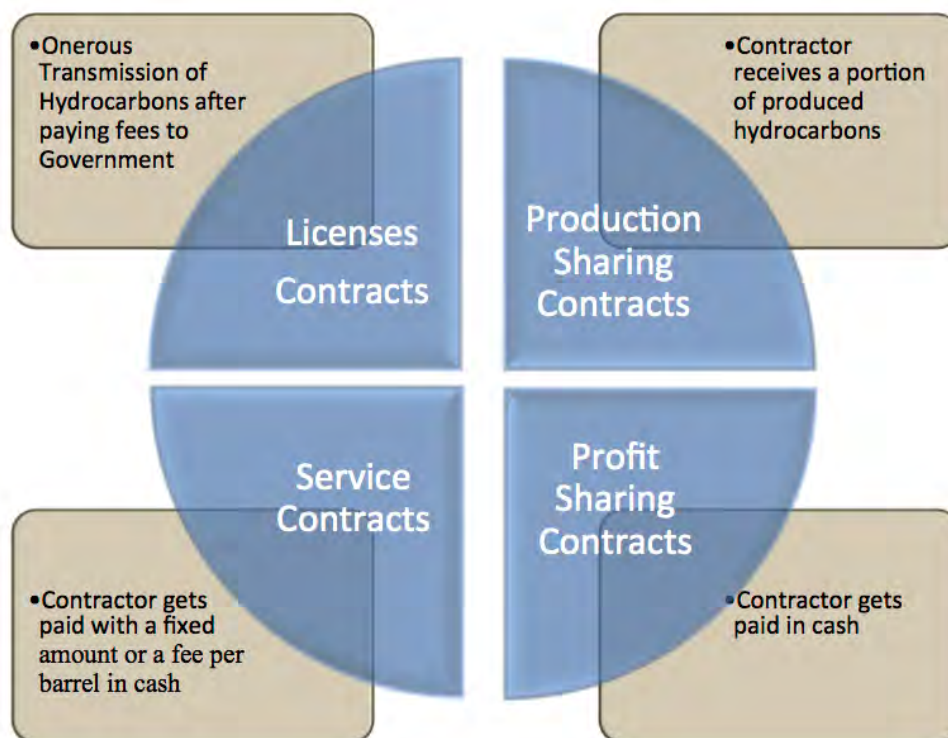 •Onerous
Transmission of
Hydrocarbons after
paying fees to
Government
•Contractor
receives a portion
of produced
hydrocarbons
Licenses
Contracts
Production
Sharing
Contracts
Service
Contracts
Profit
Sharing
Contracts
•Contractor gets
paid with a fixed
amount or a fee per
barrel in cash
•Contractor gets
paid in cash